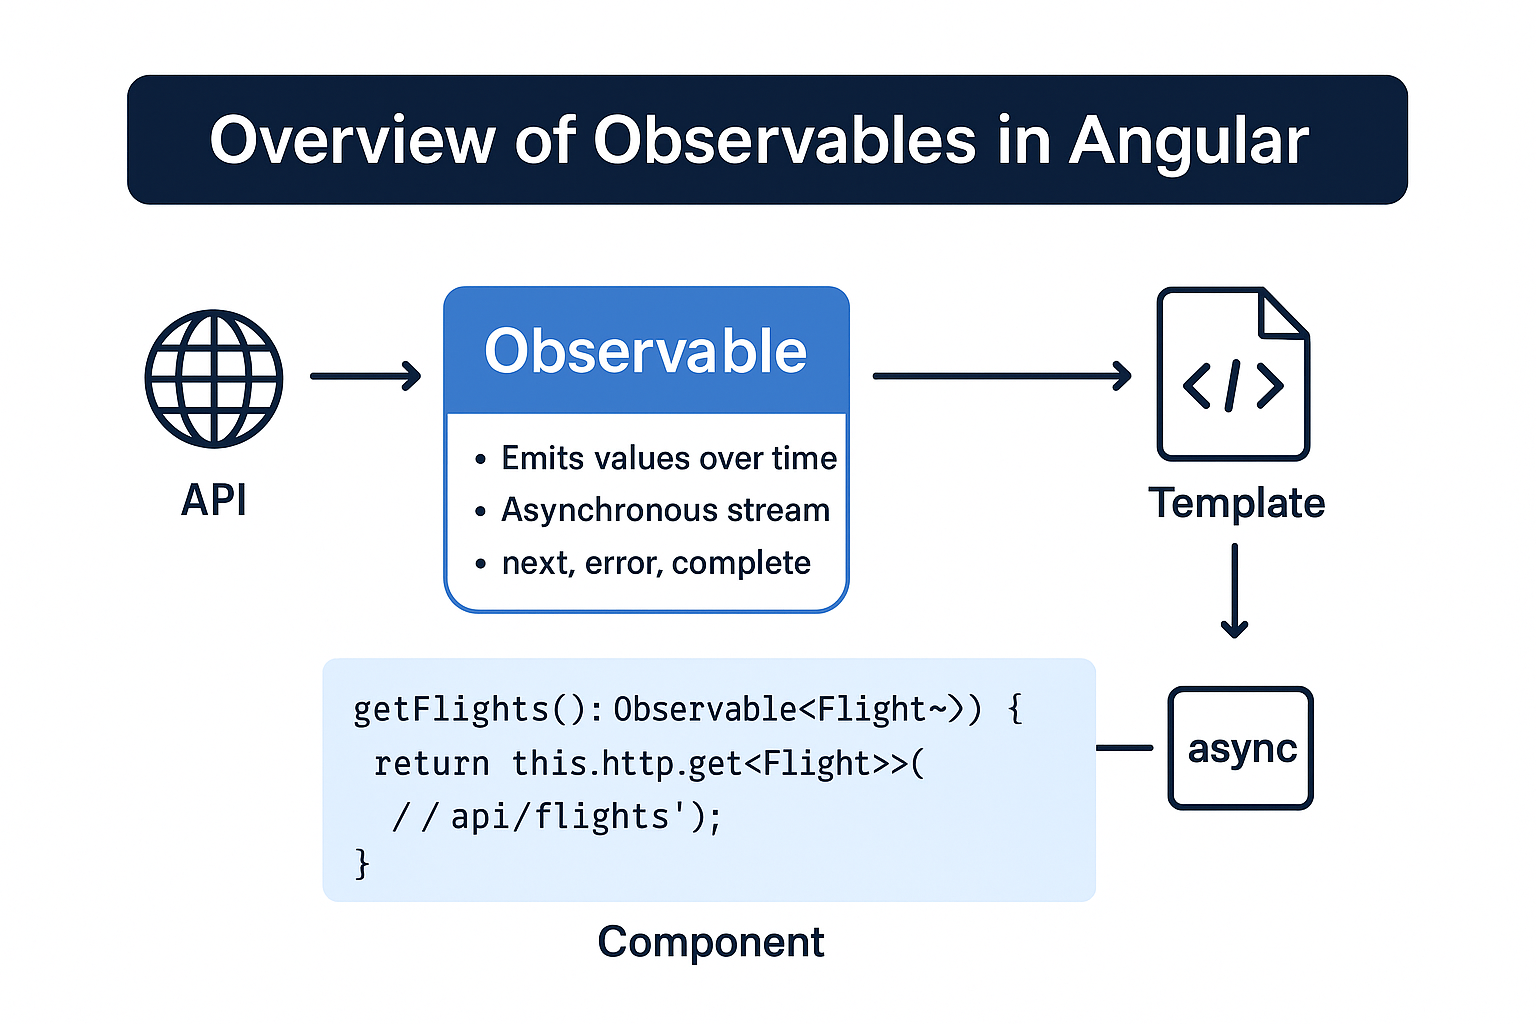 Overview of Observables in Angular
API
Observable
• Emits values over time
• Asynchronous stream
• next, error, complete
</>
Template
getFlights(): Observable<Flight~>) {
return this.http.get<Flight>>(
// api/flights');
}
async
Component